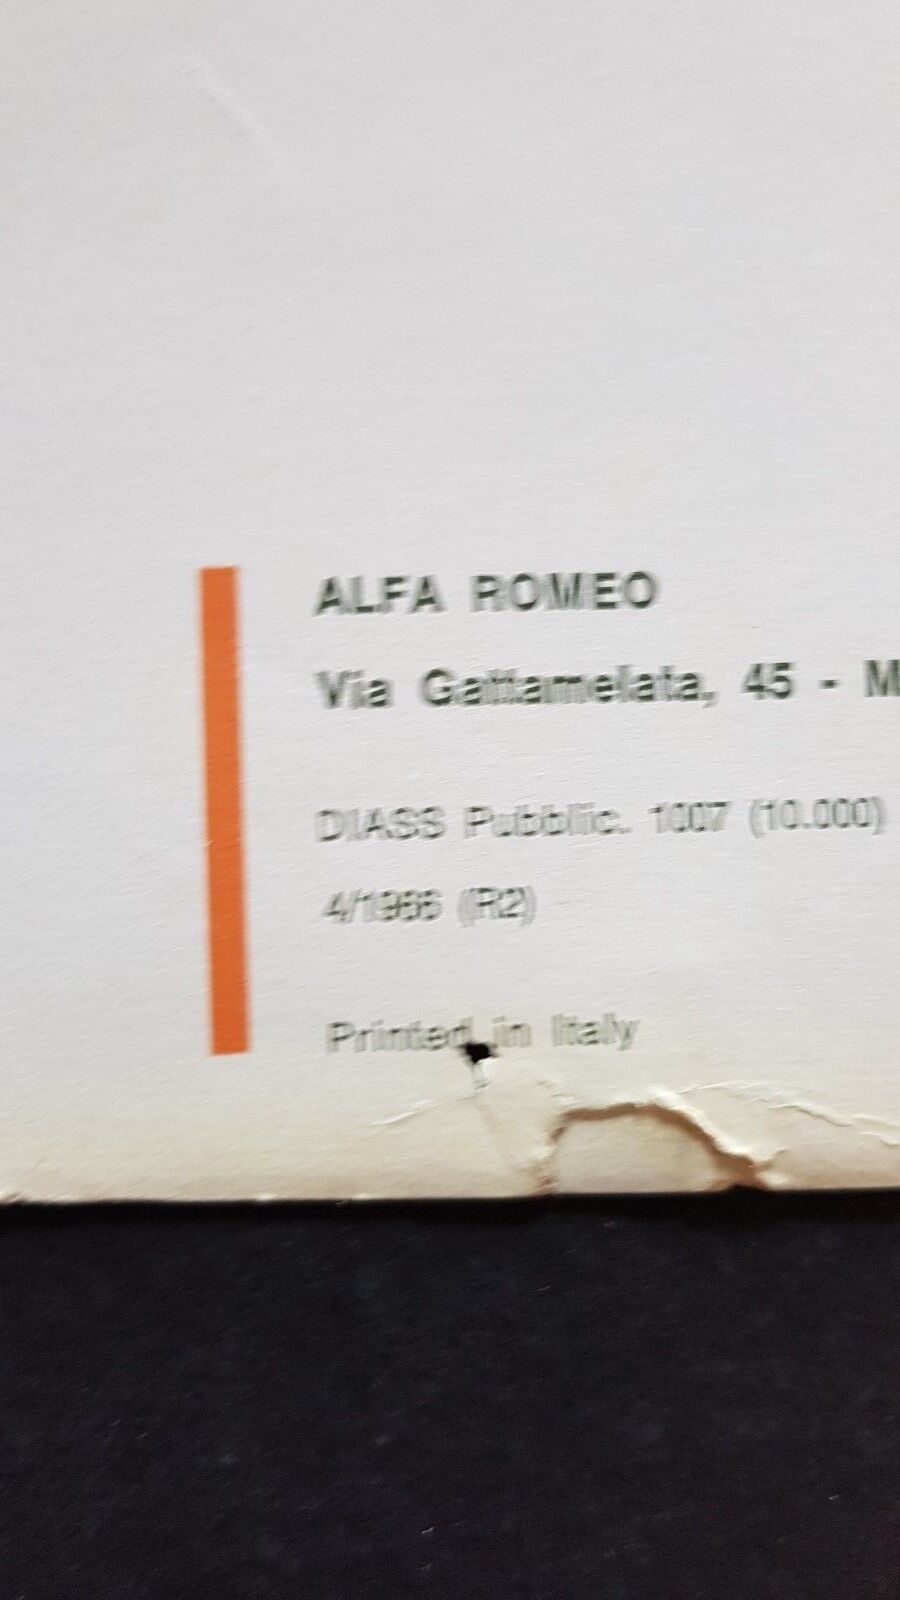 ALFA ROMEO
Via Gattamelata, 45 - M
DIASS Pubblic. 1007 (10.000)
4/1966 (R2)
Printed in Italy